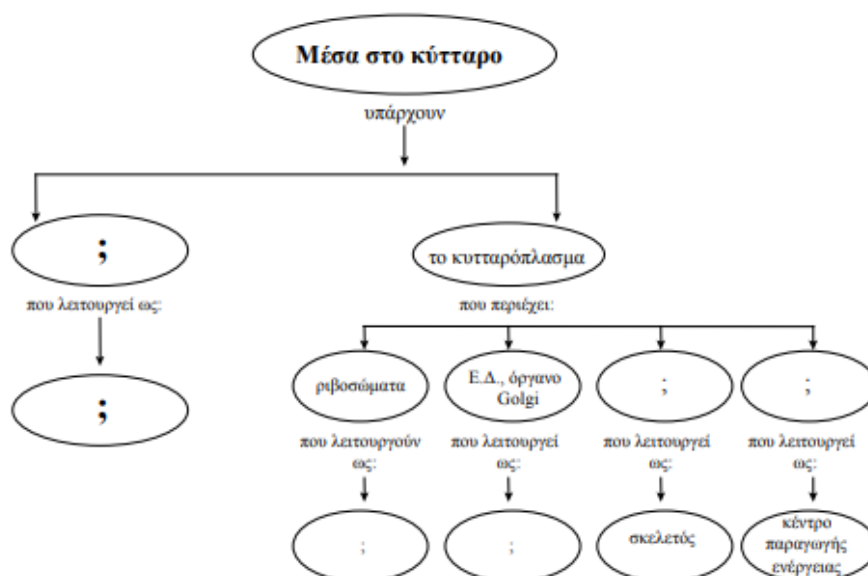 Μέσα στο κύτταρο
υπάρχουν
;
το κυτταρόπλασμα
που λειτουργεί ως:
που περιέχει:
;
ριβοσώματα
Ε.Δ., όργανο
Golgi
;
;
που λειτουργούν
ως:
που λειτουργεί
ως:
που λειτουργεί
ως:
που λειτουργεί
ως:
;
;
σκελετός
κέντρο
παραγωγής
ενέργειας